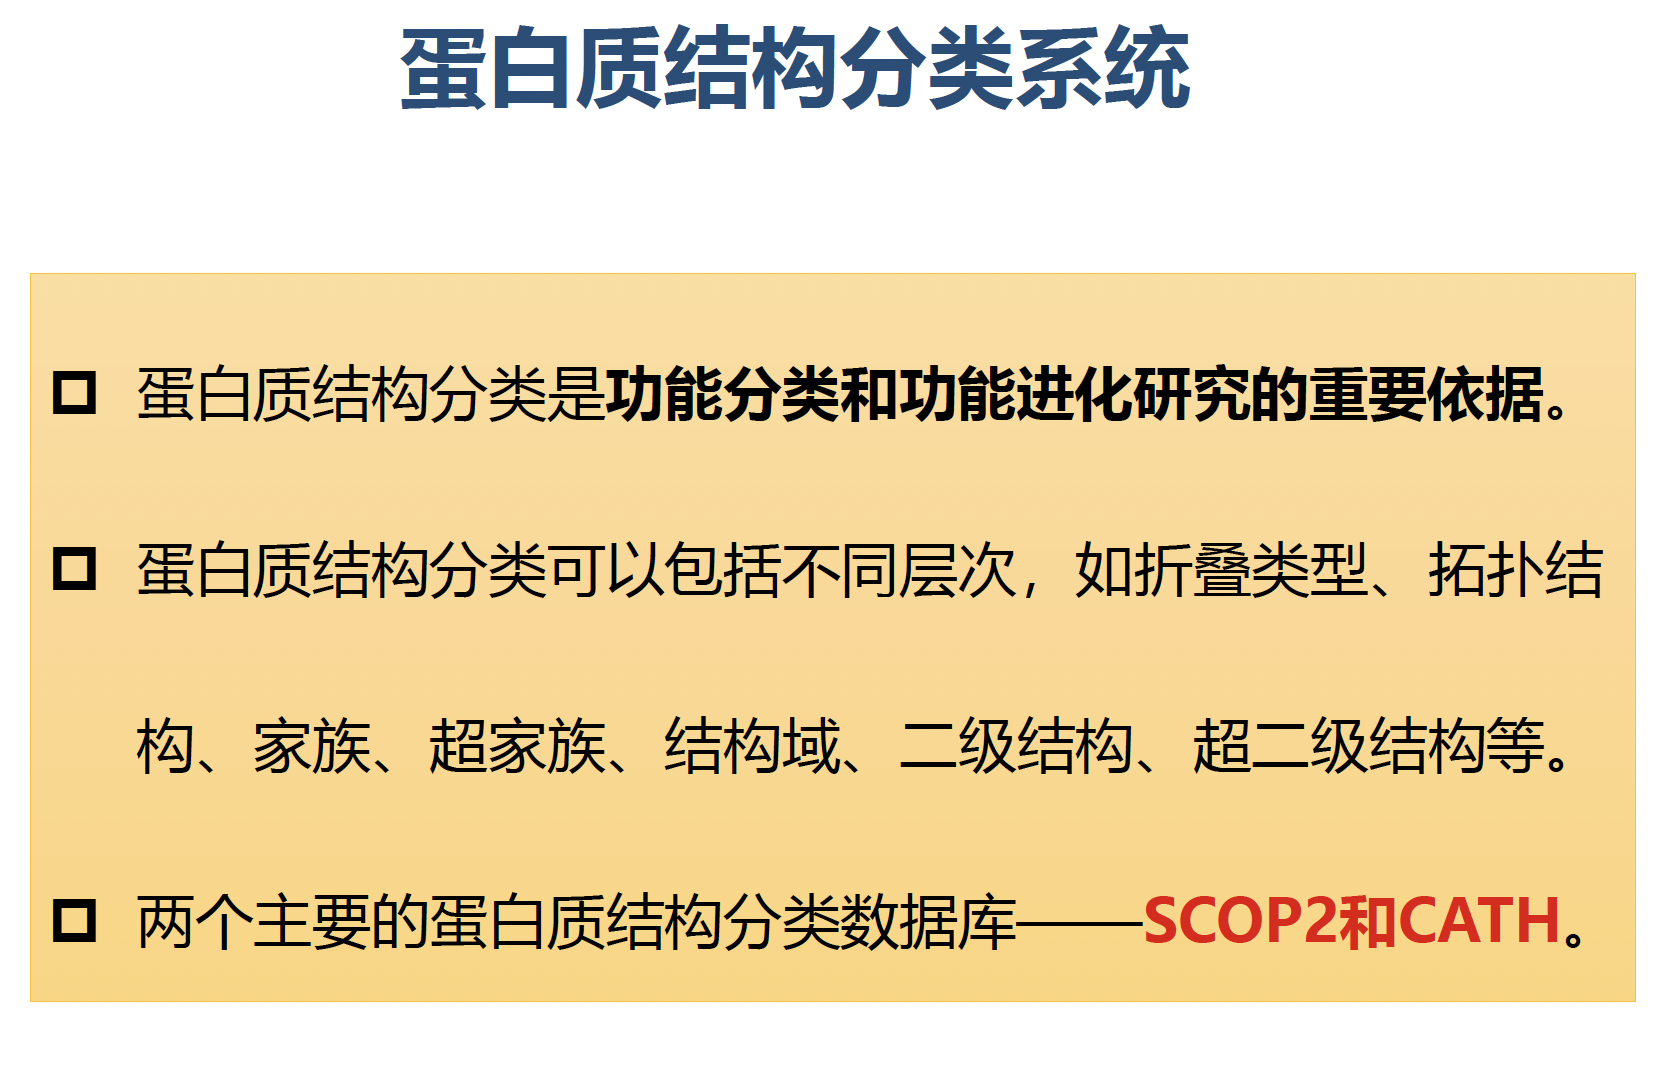 蛋白质结构分类系统
蛋白质结构分类是功能分类和功能进化研究的重要依据。
蛋白质结构分类可以包括不同层次，如折叠类型、拓扑结
构、家族、超家族、结构域、二级结构、超二级结构等。
两个主要的蛋白质结构分类数据库——SCOP2和CATH。